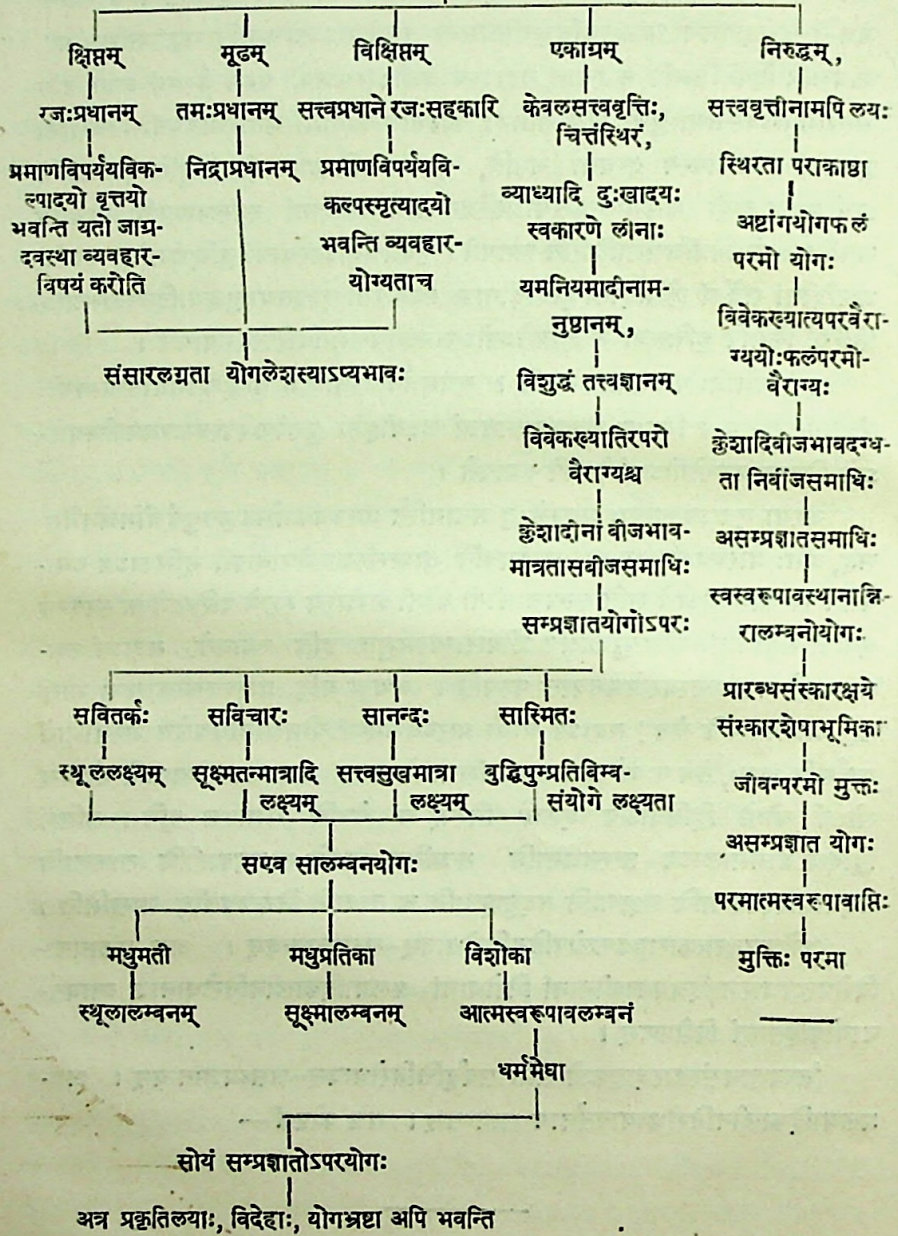 क्षिप्तम् मूढम् विक्षिप्तम् एकाग्रम् निरुद्धम्,
रजःप्रधानम् तमःप्रधानम् सत्त्वप्रधाने रजःसहकारि केवलसत्त्ववृत्तिः, सत्त्ववृत्तीनामपि लयः
चित्तंस्थिरं,
प्रमाणविपर्ययविक- निद्राप्रधानम् प्रमाणविपर्ययवि- स्थिरता पराकाष्ठा
ल्पादयो वृत्तयो कल्पस्मृत्यादयो व्याध्यादि दुःखादयः
भवन्ति यतो जाग्र- भवन्ति व्यवहार- स्वकारणे लीनाः अष्टांगयोगफलं
दवस्था व्यवहार- योग्यताच परमो योगः
विषयं करोति यमनियमादीनाम-
नुष्ठानम्, विवेकख्यात्यपरवैरा-
ग्ययोःफलंपरमो-
संसारलग्नता योगलेशस्याऽप्यभावः विशुद्धं तत्त्वज्ञानम् वैराग्यः
विवेकख्यातिरपरो क्लेशादिवीजभावदग्ध-
वैराग्यश्च ता निर्वीजसमाधिः
क्लेशादीनां वीजभाव- असम्प्रज्ञातसमाधिः
मात्रतासवीजसमाधिः
स्वस्वरूपावस्थानान्नि-
सम्प्रज्ञातयोगोऽपरः रालम्वनोयोगः
प्रारब्धसंस्कारक्षये
सवितर्कः सविचारः सानन्दः सास्मितः संस्कारशेषाभूमिका
स्थूललक्ष्यम् सूक्ष्मतन्मात्रादि सत्त्वसुखमात्रा वुद्धिपुम्प्रतिविम्व- जीवन्परमो मुक्तः
लक्ष्यम् लक्ष्यम् संयोगे लक्ष्यता
असम्प्रज्ञात योगः
सएव सालम्वनयोगः
परमात्मस्वरूपावाप्तिः
मधुमती मधुप्रतिका विशोका मुक्तिः परमा
स्थूलालम्वनम् सूक्ष्मालम्वनम् आत्मस्वरूपावलम्वनं
धर्ममेघा
सोयं सम्प्रज्ञातोऽपरयोगः
अत्र प्रकृतिलयाः, विदेहाः, योगभ्रष्टा अपि भवन्ति